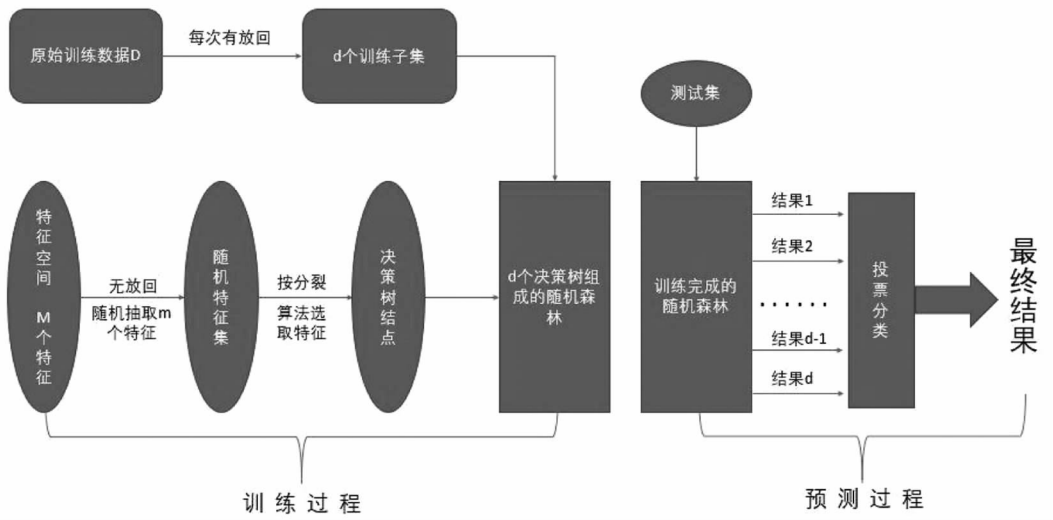 原始训练数据D
每次有放回
d个训练子集
测试集
特征空间 M个特征
无放回
随机抽取m
个特征
随机特征集
按分裂
算法选
取特征
决策树结点
d个决策树组
成的随机森
林
训练完成的
随机森林
结果1
结果2
······
结果d-1
结果d
投票分类
最终结果
训练过程
预测过程